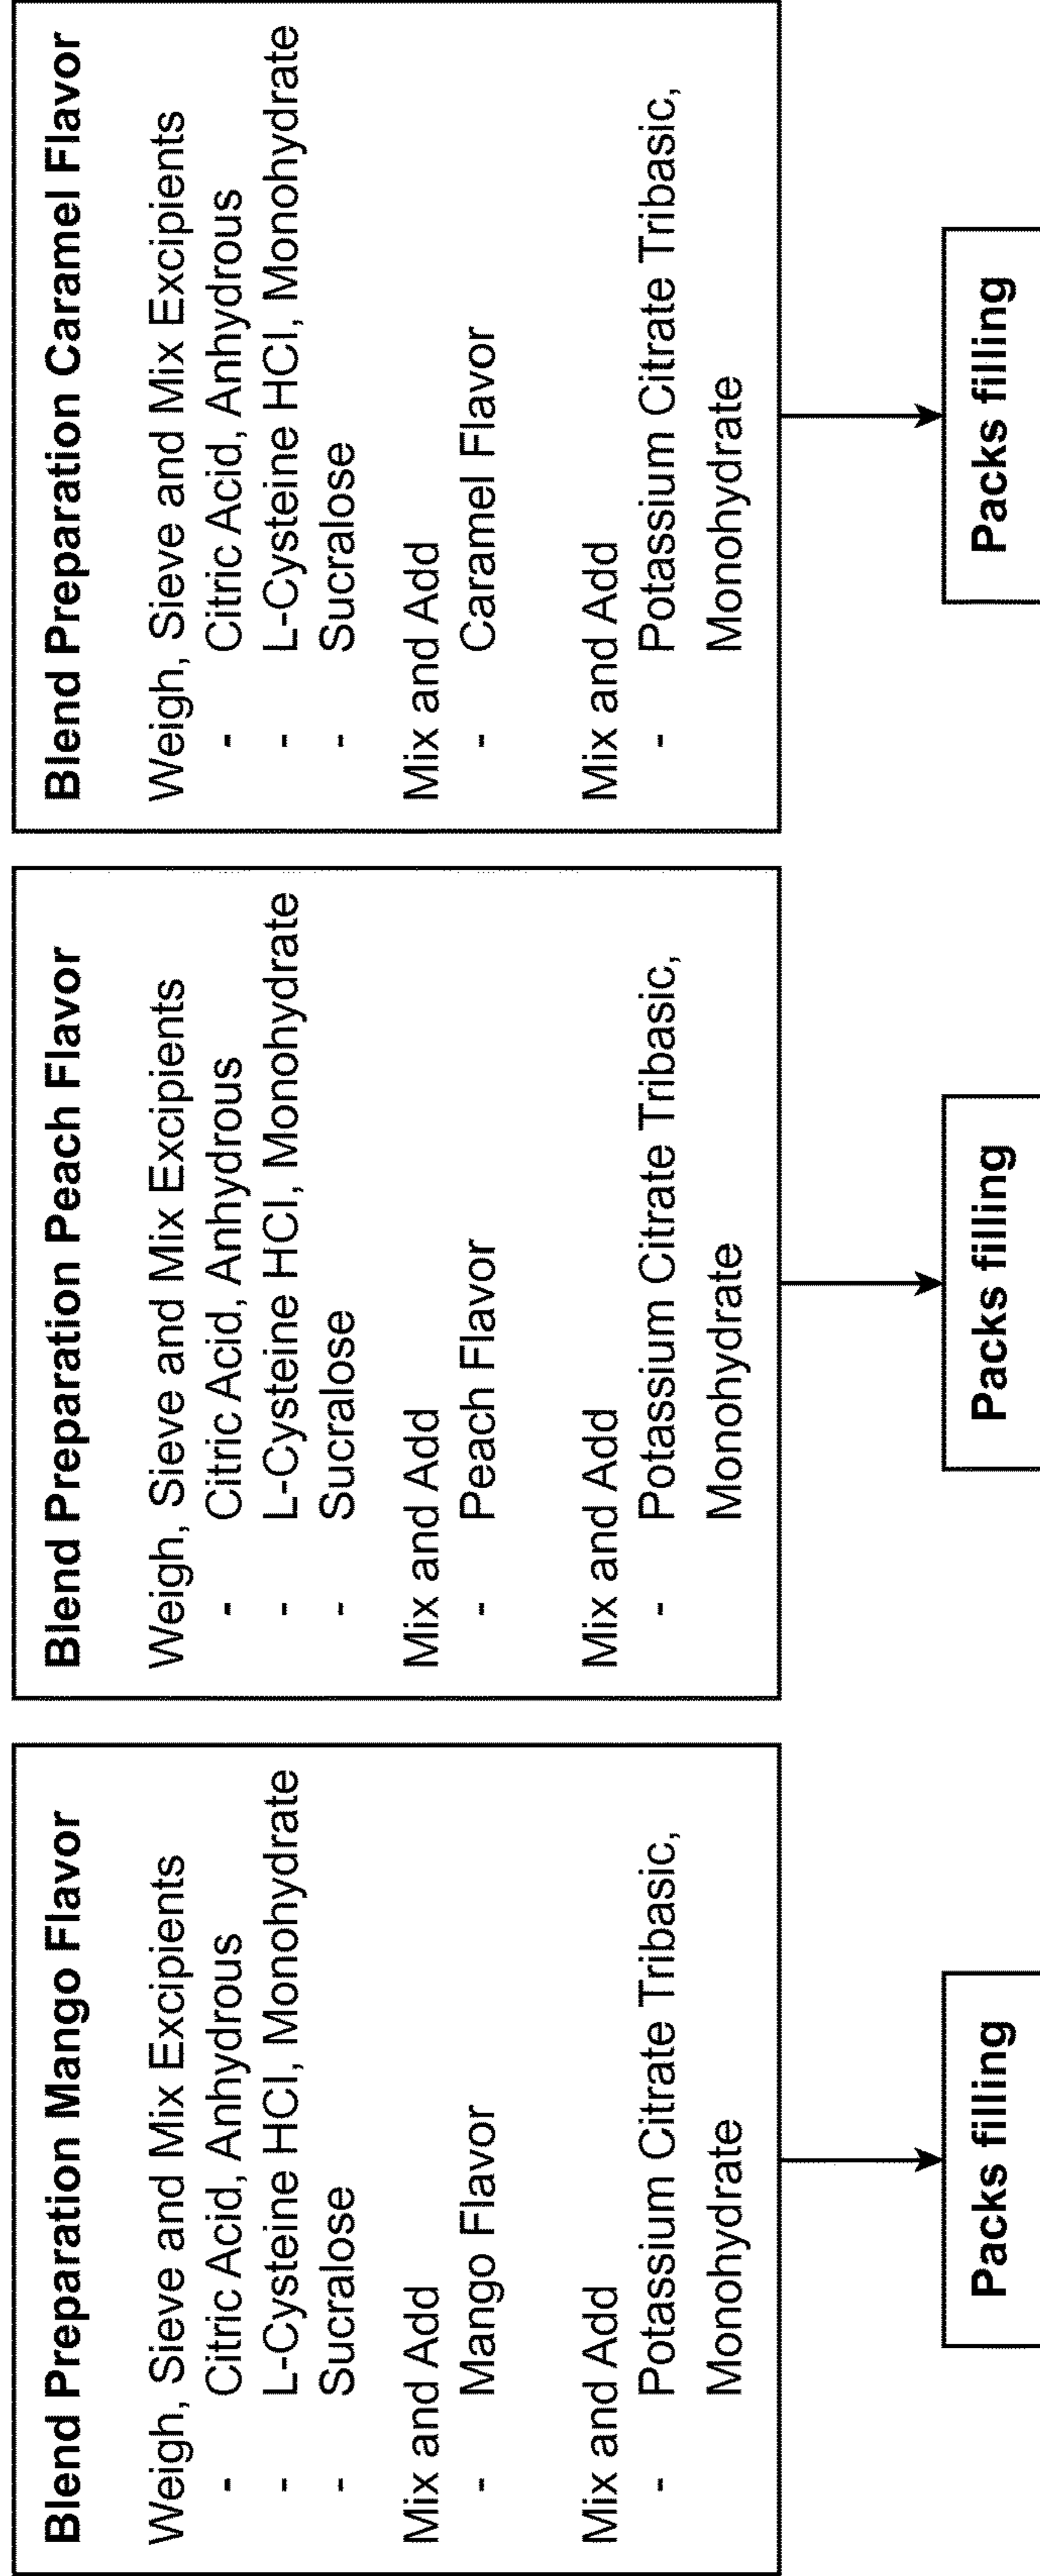 Blend Preparation Mango Flavor
Weigh, Sieve and Mix Excipients
- Citric Acid, Anhydrous
- L-Cysteine HCl, Monohydrate
- Sucralose
Mix and Add
- Mango Flavor
Mix and Add
- Potassium Citrate Tribasic,
Monohydrate
Packs filling
Blend Preparation Peach Flavor
Weigh, Sieve and Mix Excipients
- Citric Acid, Anhydrous
- L-Cysteine HCl, Monohydrate
- Sucralose
Mix and Add
- Peach Flavor
Mix and Add
- Potassium Citrate Tribasic,
Monohydrate
Packs filling
Blend Preparation Caramel Flavor
Weigh, Sieve and Mix Excipients
- Citric Acid, Anhydrous
- L-Cysteine HCl, Monohydrate
- Sucralose
Mix and Add
- Caramel Flavor
Mix and Add
- Potassium Citrate Tribasic,
Monohydrate
Packs filling